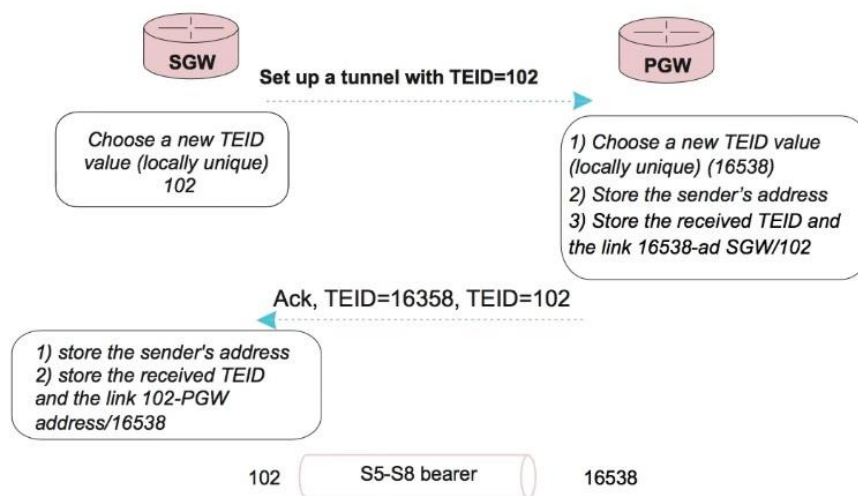 SGW
PGW
Set up a tunnel with TEID=102
Choose a new TEID
value (locally unique)
102
1) Choose a new TEID value
(locally unique) (16538)
2) Store the sender's address
3) Store the received TEID and
the link 16538-ad SGW/102
Ack, TEID=16358, TEID=102
1) store the sender's address
2) store the received TEID
and the link 102-PGW
address/16538
102
S5-S8 bearer
16538